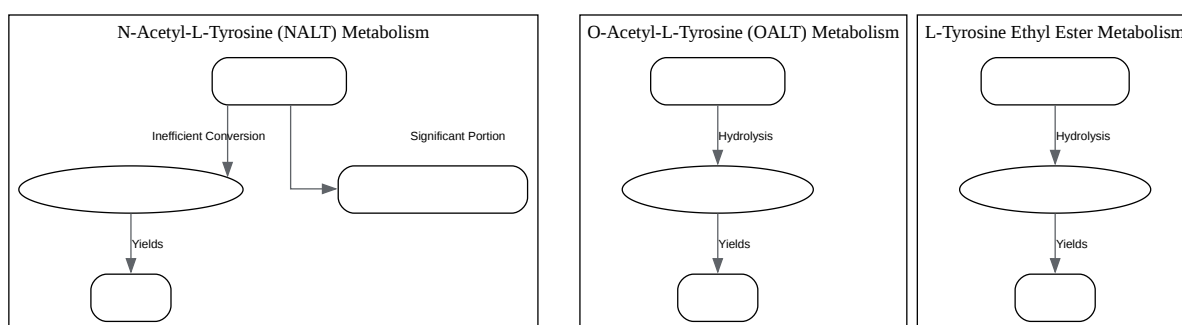 N-Acetyl-L-Tyrosine (NALT) Metabolism
Inefficient Conversion
Significant Portion
Yields
O-Acetyl-L-Tyrosine (OALT) Metabolism
Hydrolysis
Yields
L-Tyrosine Ethyl Ester Metabolism
Hydrolysis
Yields